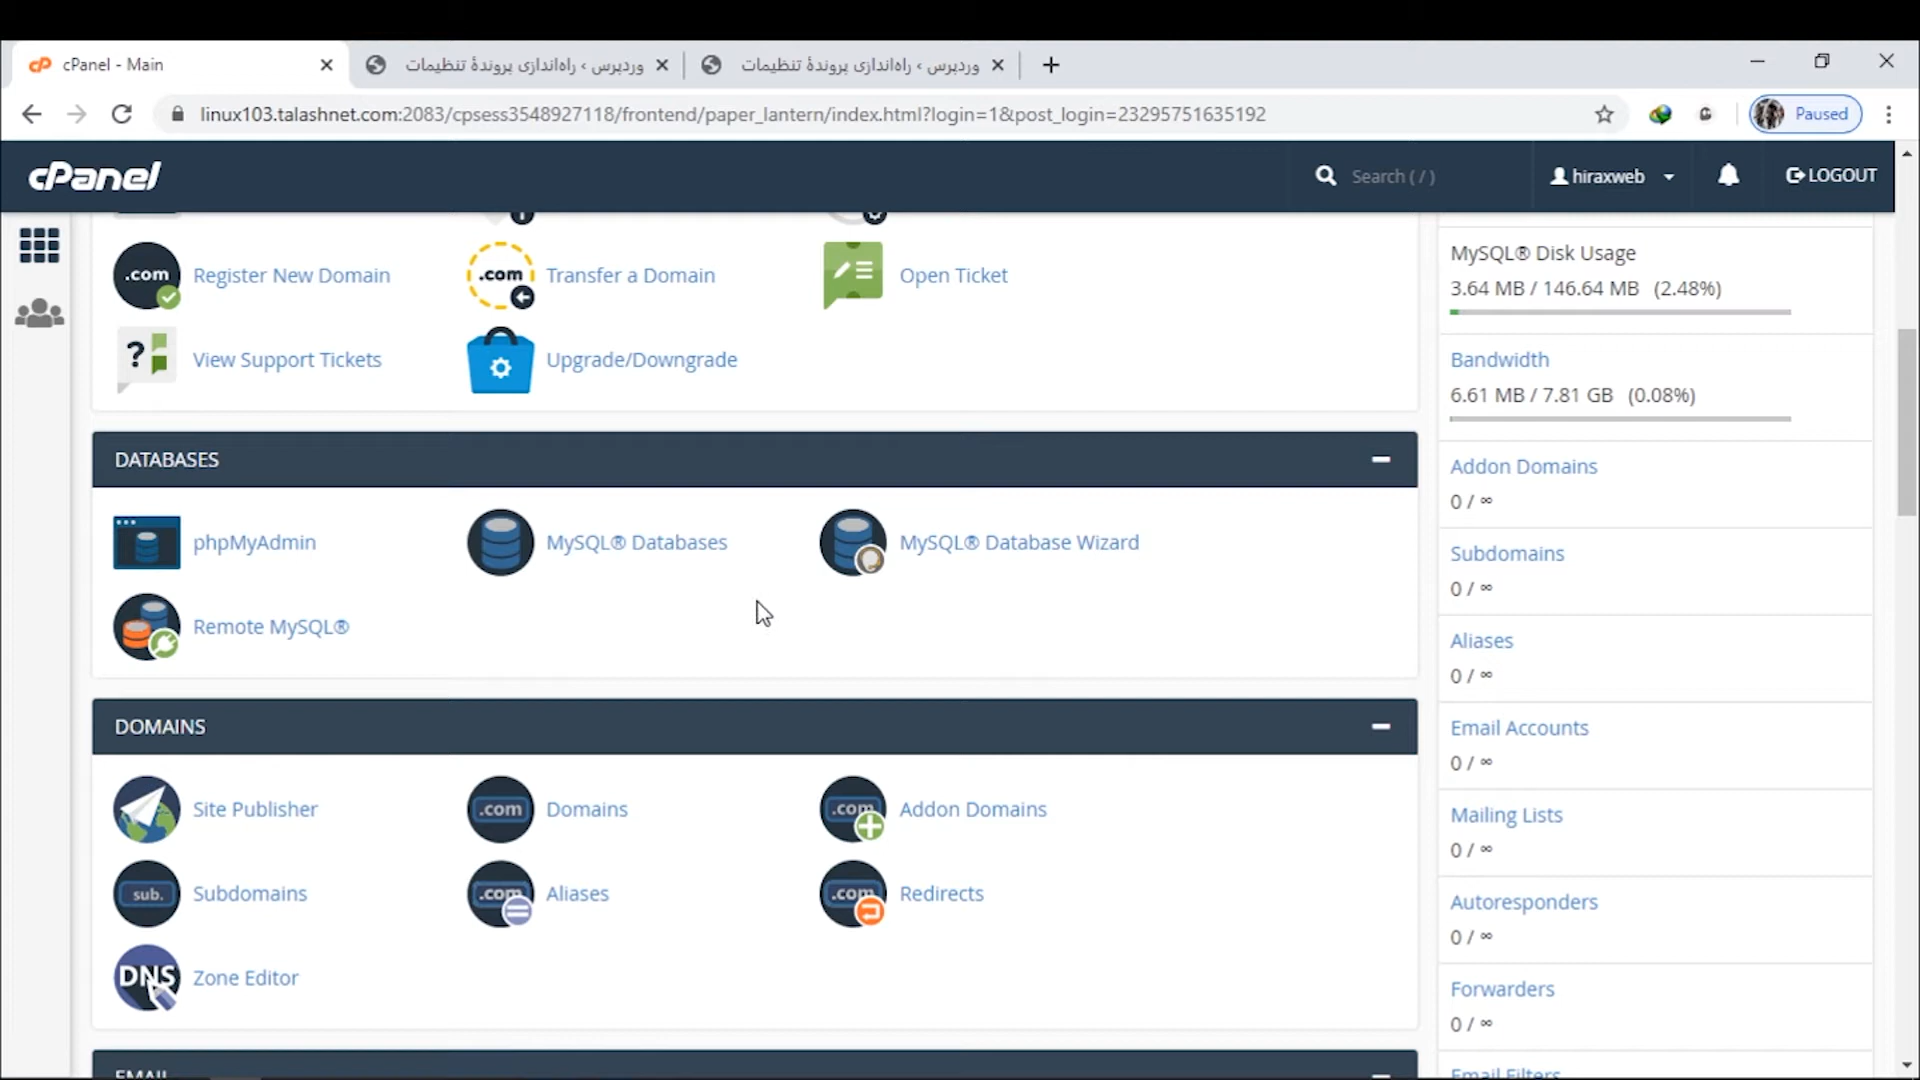 cPanel - Main
وردپرس › راه‌اندازی پروندهٔ تنظیمات
وردپرس › راه‌اندازی پروندهٔ تنظیمات
linux103.talashnet.com:2083/cpsess3548927118/frontend/paper_lantern/index.html?login=1&post_login=23295751635192
Paused
cPanel
Search ( / )
hiraxweb
LOGOUT
.com Register New Domain
.com Transfer a Domain
Open Ticket
? View Support Tickets
Upgrade/Downgrade
DATABASES
phpMyAdmin
MySQL® Databases
MySQL® Database Wizard
Remote MySQL®
DOMAINS
Site Publisher
.com Domains
.com Addon Domains
sub. Subdomains
.com Aliases
.com Redirects
DNS Zone Editor
EMAIL
MySQL® Disk Usage
3.64 MB / 146.64 MB (2.48%)
Bandwidth
6.61 MB / 7.81 GB (0.08%)
Addon Domains
0 / ∞
Subdomains
0 / ∞
Aliases
0 / ∞
Email Accounts
0 / ∞
Mailing Lists
0 / ∞
Autoresponders
0 / ∞
Forwarders
0 / ∞
Email Filters